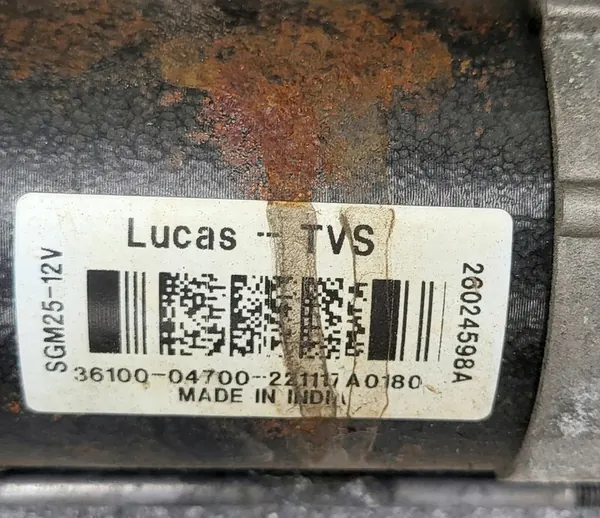 Lucas - TVS
SGM25-12V
26024598A
36100-04700-221117A0180
MADE IN INDIA